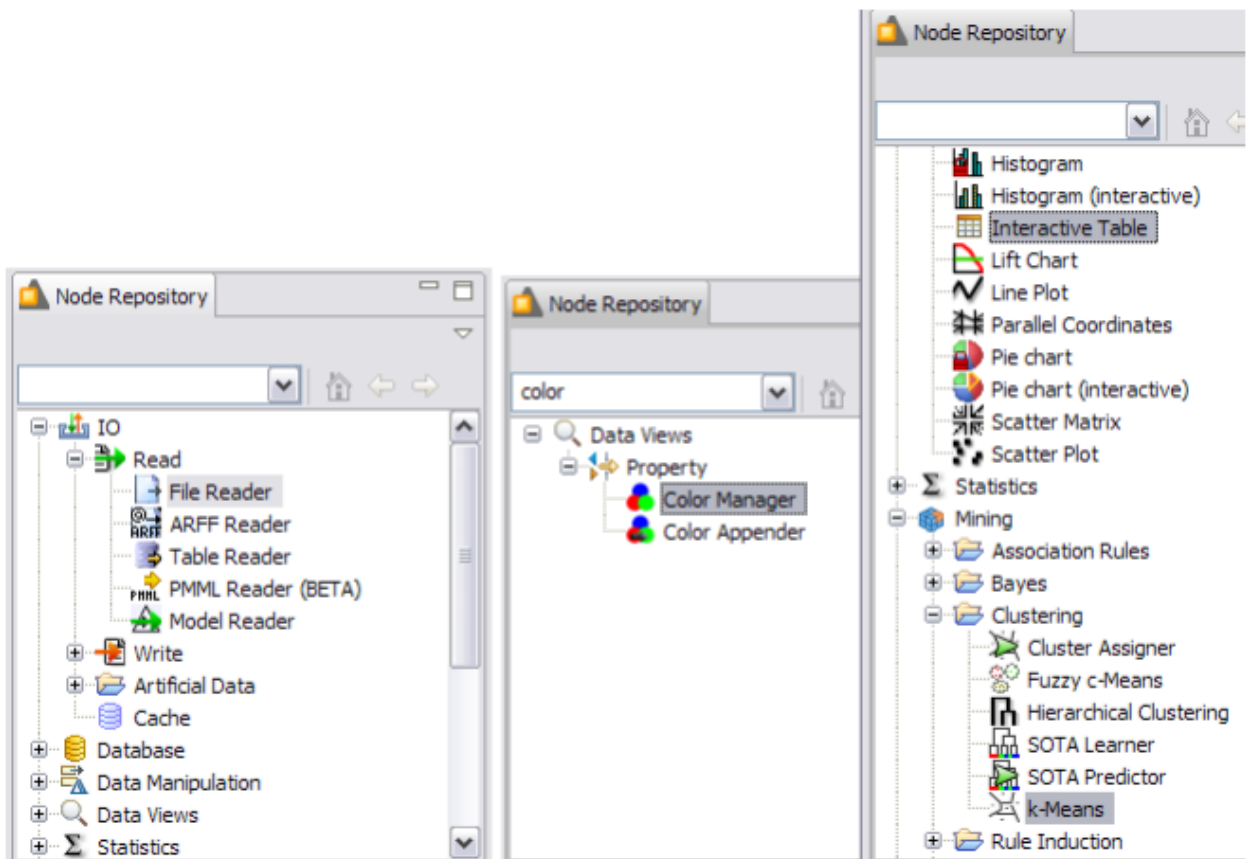 Node Repository
IO
Read
File Reader
@→
ARFF
ARFF Reader
Table Reader
PMML
PMML Reader (BETA)
Model Reader
Write
Artificial Data
Cache
Database
Data Manipulation
Data Views
Σ Statistics
Node Repository
color
Data Views
Property
Color Manager
Color Appender
Node Repository
Histogram
Histogram (interactive)
Interactive Table
Lift Chart
Line Plot
Parallel Coordinates
Pie chart
Pie chart (interactive)
Scatter Matrix
Scatter Plot
Σ Statistics
Mining
Association Rules
Bayes
Clustering
Cluster Assigner
Fuzzy c-Means
Hierarchical Clustering
SOTA Learner
SOTA Predictor
k-Means
Rule Induction